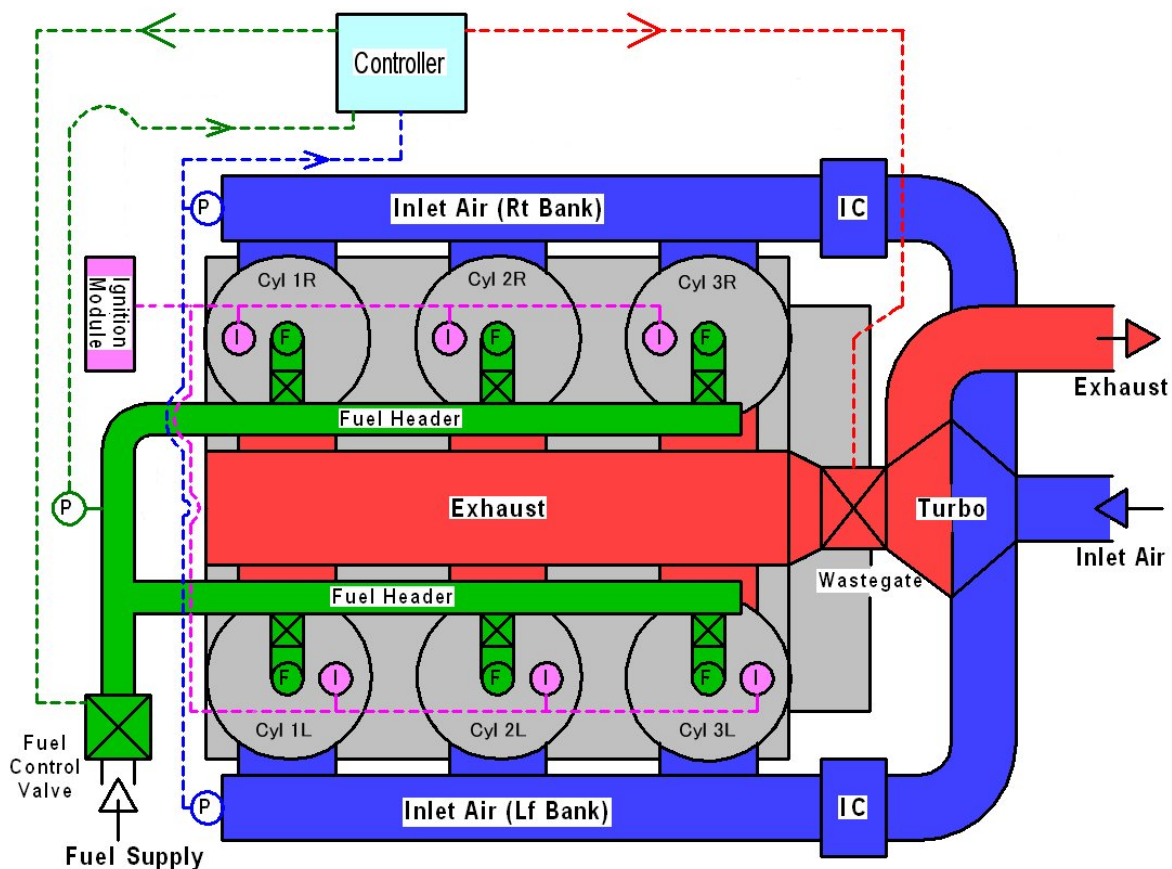 Controller
P
Inlet Air (Rt Bank)
IC
Ignition
Module
Cyl 1R
Cyl 2R
Cyl 3R
I
F
I
F
I
F
Exhaust
Fuel Header
P
Exhaust
Turbo
Inlet Air
Wastegate
Fuel Header
F
I
F
I
F
I
Cyl 1L
Cyl 2L
Cyl 3L
Fuel
Control
Valve
P
Inlet Air (Lf Bank)
IC
Fuel Supply